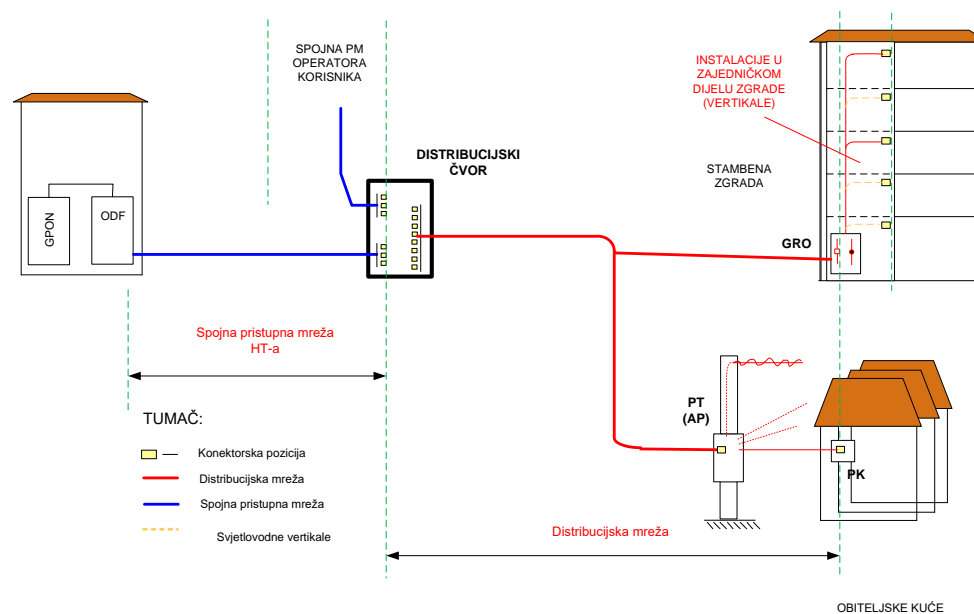 SPOJNA PM
OPERATORA
KORISNIKA
INSTALACIJE U
ZAJEDNIČKOM
DIJELU ZGRADE
(VERTIKALE)
DISTRIBUCIJSKI
ČVOR
STAMBENA
ZGRADA
GPON
ODF
GRO
Spojna pristupna mreža
HT-a
PT
(AP)
PK
TUMAČ:
Konektorska pozicija
Distribucijska mreža
Spojna pristupna mreža
Svjetlovodne vertikale
Distribucijska mreža
OBITELJSKE KUĆE